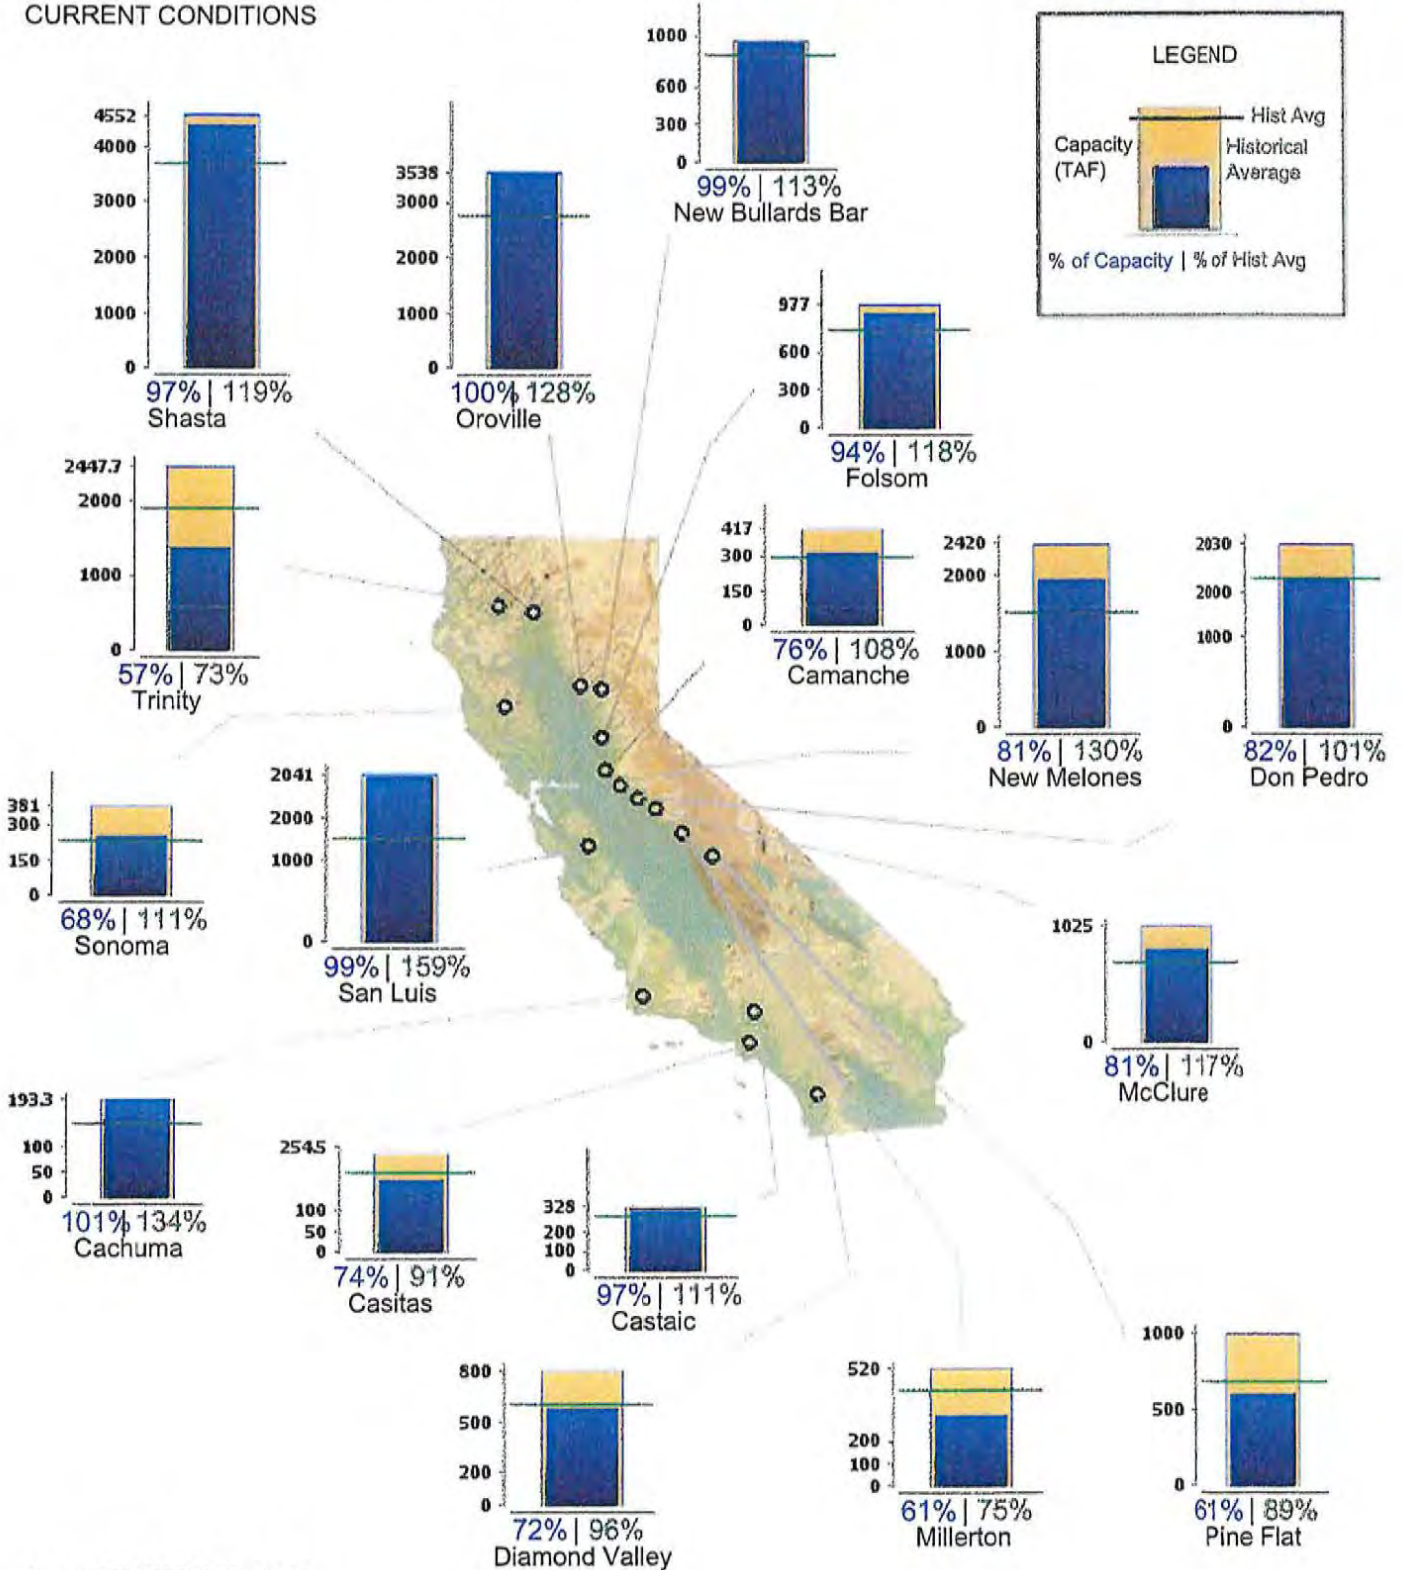 CURRENT CONDITIONS
1000
600
300
0
99% | 113%
New Bullards Bar
LEGEND
Hist Avg
Capacity
(TAF)
Historical
Average
% of Capacity | % of Hist Avg
4552
4000
3000
2000
1000
0
97% | 119%
Shasta
3538
3000
2000
1000
0
100% | 128%
Oroville
977
600
300
0
94% | 118%
Folsom
2447.7
2000
1000
0
57% | 73%
Trinity
417
300
150
0
76% | 108%
Camanche
2420
2000
1000
0
81% | 130%
New Melones
2030
2000
1000
0
82% | 101%
Don Pedro
381
300
150
0
68% | 111%
Sonoma
2041
2000
1000
0
99% | 159%
San Luis
1025
0
81% | 117%
McClure
193.3
100
50
0
101% | 134%
Cachuma
254.5
100
50
0
74% | 91%
Casitas
328
200
100
0
97% | 111%
Castaic
800
500
200
0
72% | 96%
Diamond Valley
520
200
100
0
61% | 75%
Millerton
1000
500
0
61% | 89%
Pine Flat